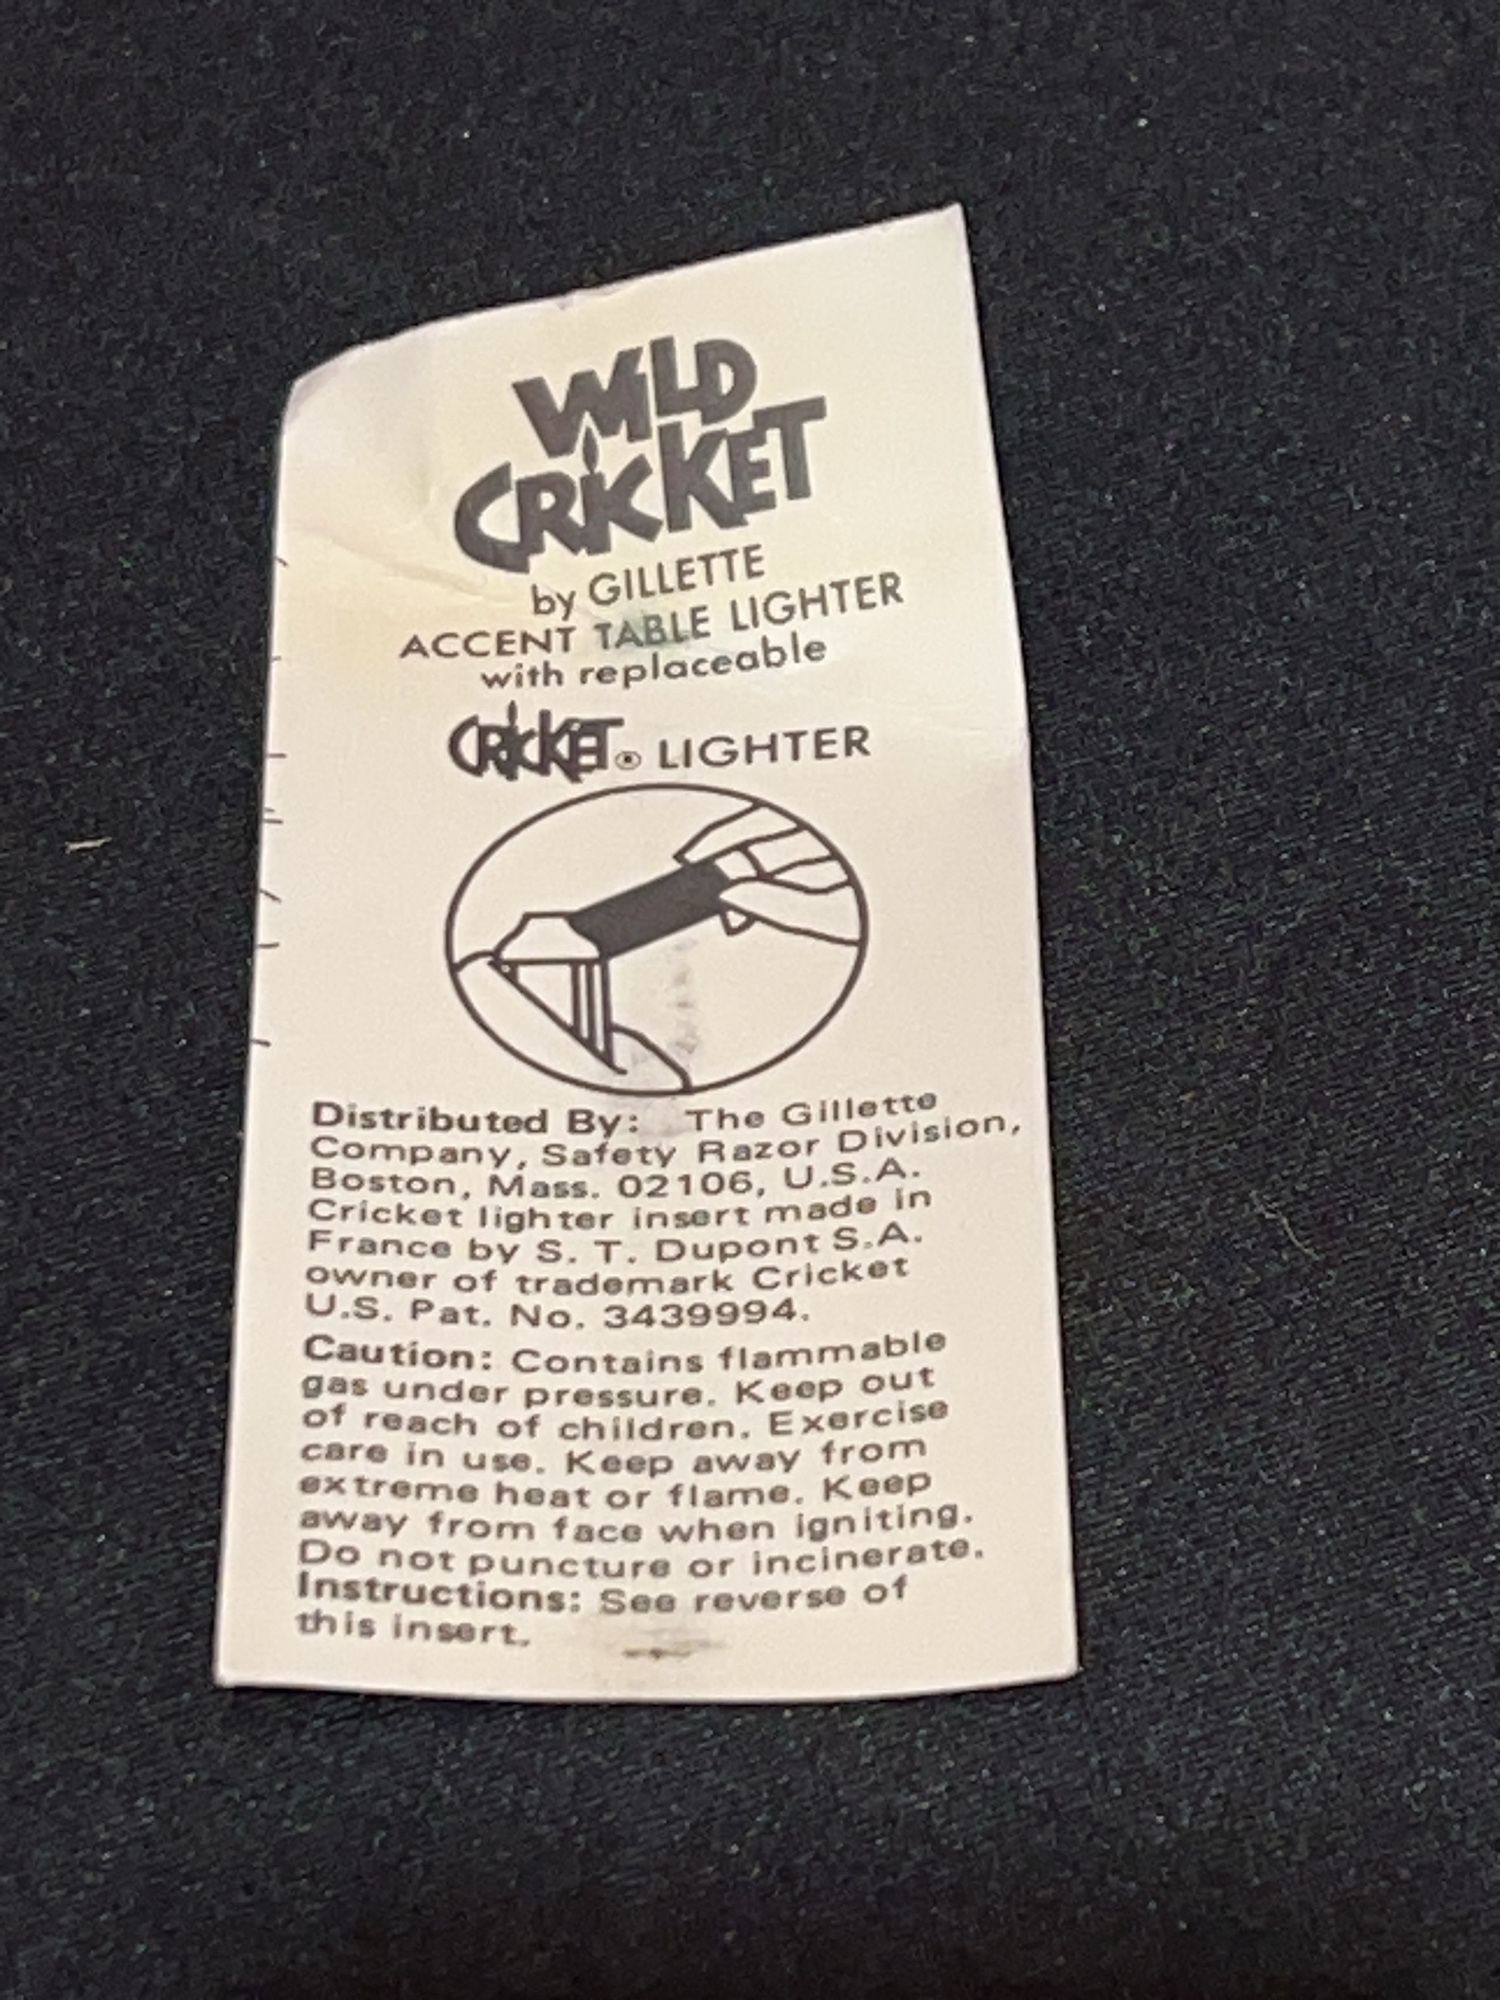 WILD
CRICKET
by GILLETTE
ACCENT TABLE LIGHTER
with replaceable
CRICKET® LIGHTER
Distributed By: The Gillette
Company, Safety Razor Division,
Boston, Mass. 02106, U.S.A.
Cricket lighter insert made in
France by S. T. Dupont S.A.
owner of trademark Cricket
U.S. Pat. No. 3439994.
Caution: Contains flammable
gas under pressure. Keep out
of reach of children. Exercise
care in use. Keep away from
extreme heat or flame. Keep
away from face when igniting.
Do not puncture or incinerate.
Instructions: See reverse of
this insert.